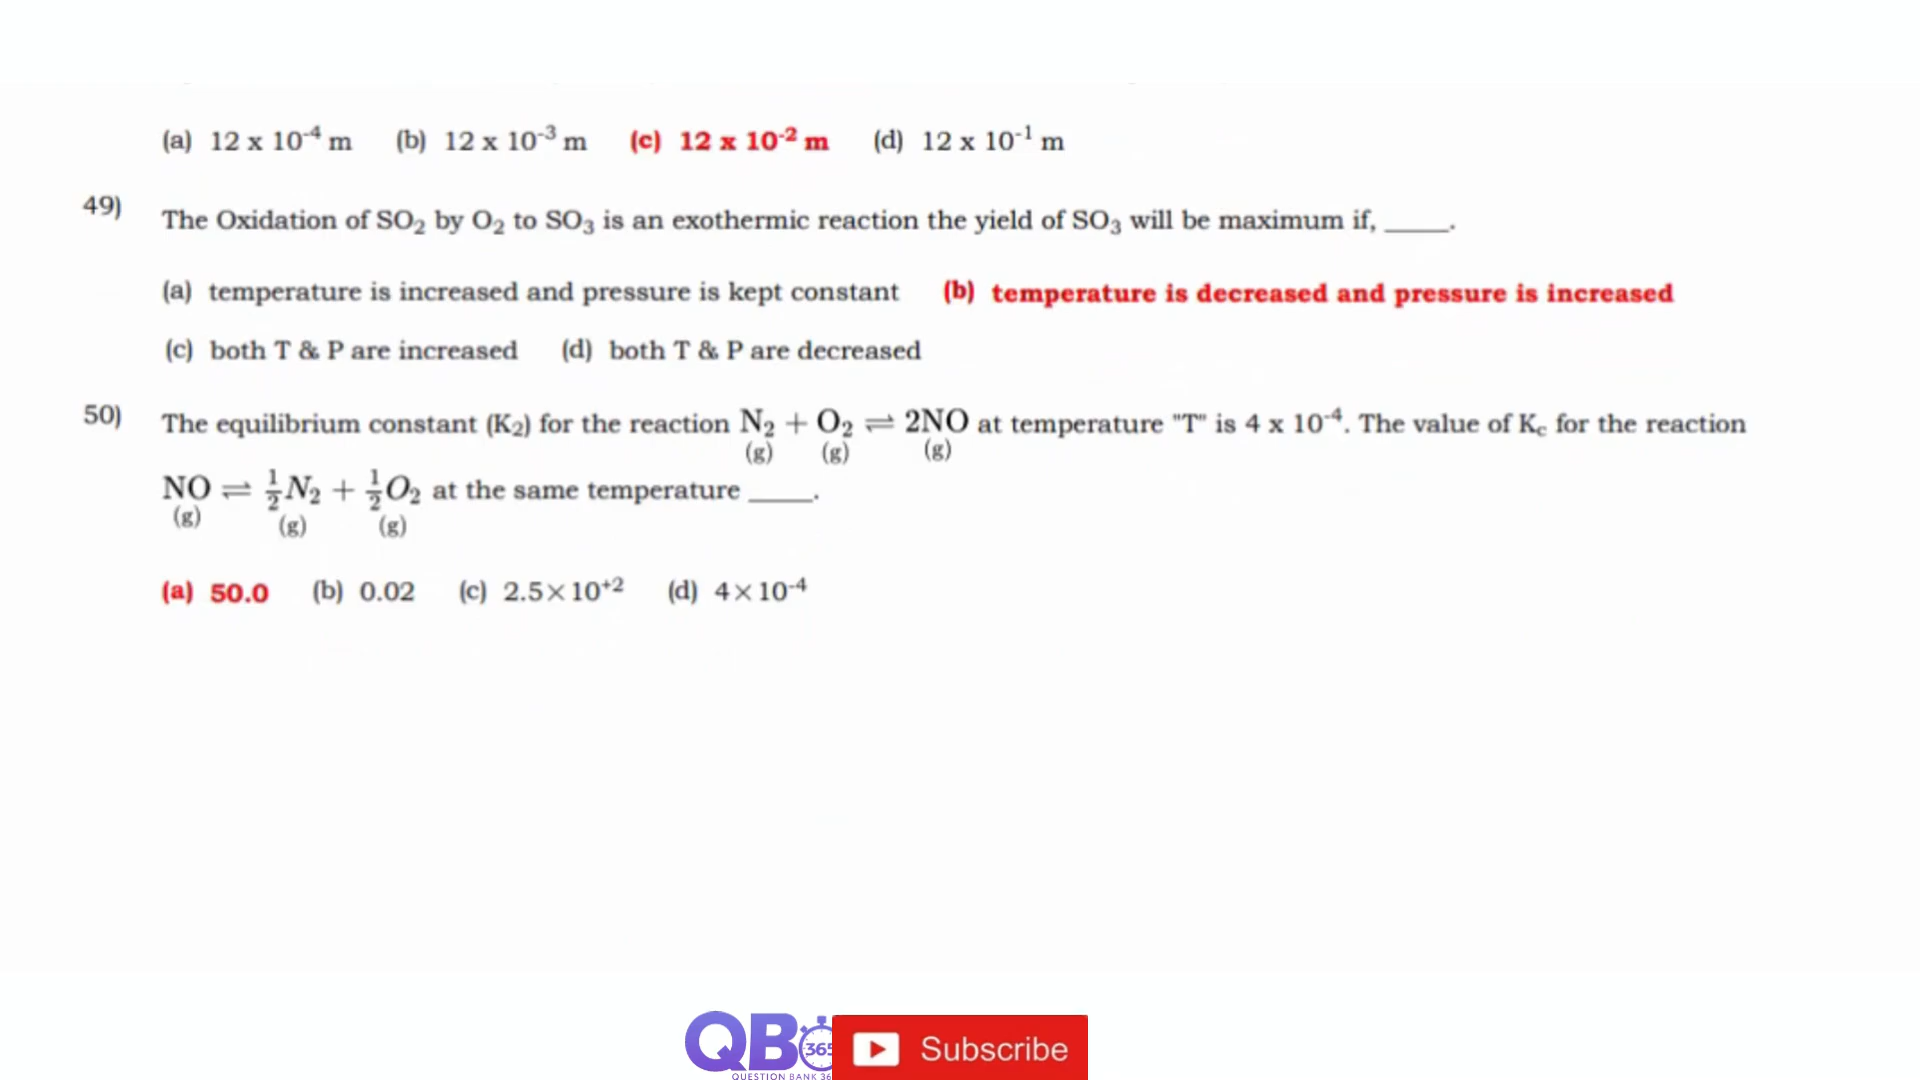 (a) 12 x 10⁻⁴ m (b) 12 x 10⁻³ m (c) 12 x 10⁻² m (d) 12 x 10⁻¹ m
49) The Oxidation of SO₂ by O₂ to SO₃ is an exothermic reaction the yield of SO₃ will be maximum if, _____.
(a) temperature is increased and pressure is kept constant (b) temperature is decreased and pressure is increased
(c) both T & P are increased (d) both T & P are decreased
50) The equilibrium constant (K₂) for the reaction N₂ + O₂ ⇌ 2NO at temperature "T" is 4 x 10⁻⁴. The value of K꜀ for the reaction
(g) (g) (g)
NO ⇌ ½N₂ + ½O₂ at the same temperature _____.
(g) (g) (g)
(a) 50.0 (b) 0.02 (c) 2.5×10⁺² (d) 4×10⁻⁴
QB 365 Subscribe
QUESTION BANK 36